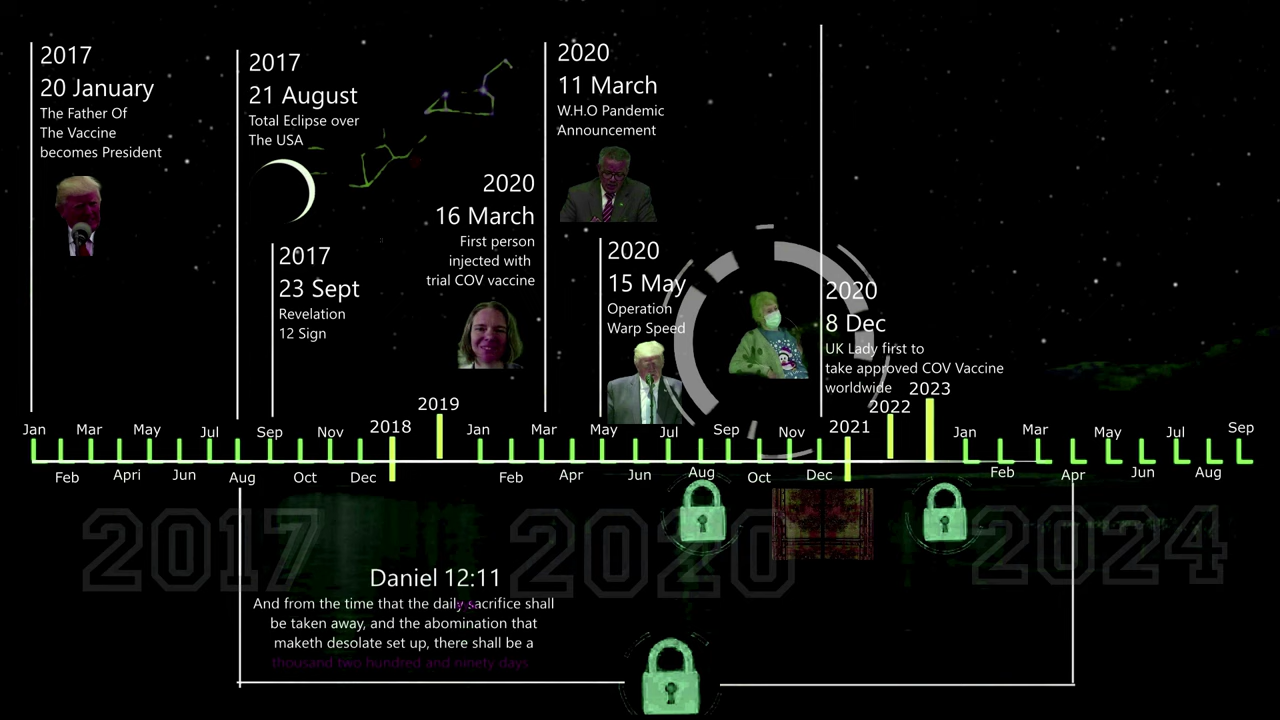 2017
20 January
The Father Of
The Vaccine
becomes President
2017
21 August
Total Eclipse over
The USA
2017
23 Sept
Revelation
12 Sign
2020
16 March
First person
injected with
trial COV vaccine
2020
11 March
W.H.O Pandemic
Announcement
2020
15 May
Operation
Warp Speed
2020
8 Dec
UK Lady first to
take approved COV Vaccine
worldwide
Jan Mar May Jul Sep Nov 2018 2019 Jan Mar May Jul Sep Nov 2021 2022 2023 Jan Mar May Jul Sep
Feb Apri Jun Aug Oct Dec Feb Apr Jun Aug Oct Dec Feb Apr Jun Aug
2017 2020 2024
Daniel 12:11
And from the time that the daily sacrifice shall
be taken away, and the abomination that
maketh desolate set up, there shall be a
thousand two hundred and ninety days